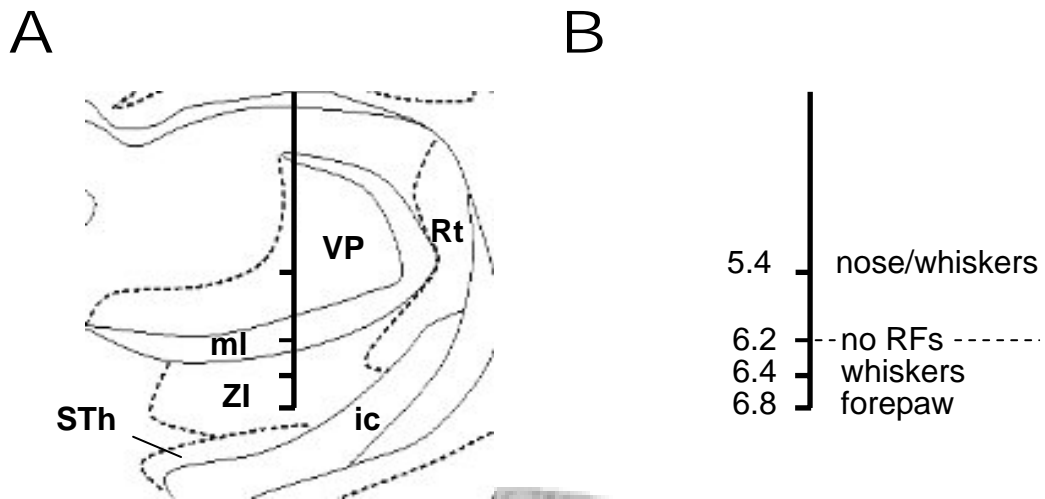 A
B
VP
Rt
ml
ZI
STh
ic
5.4 nose/whiskers
6.2 no RFs
6.4 whiskers
6.8 forepaw